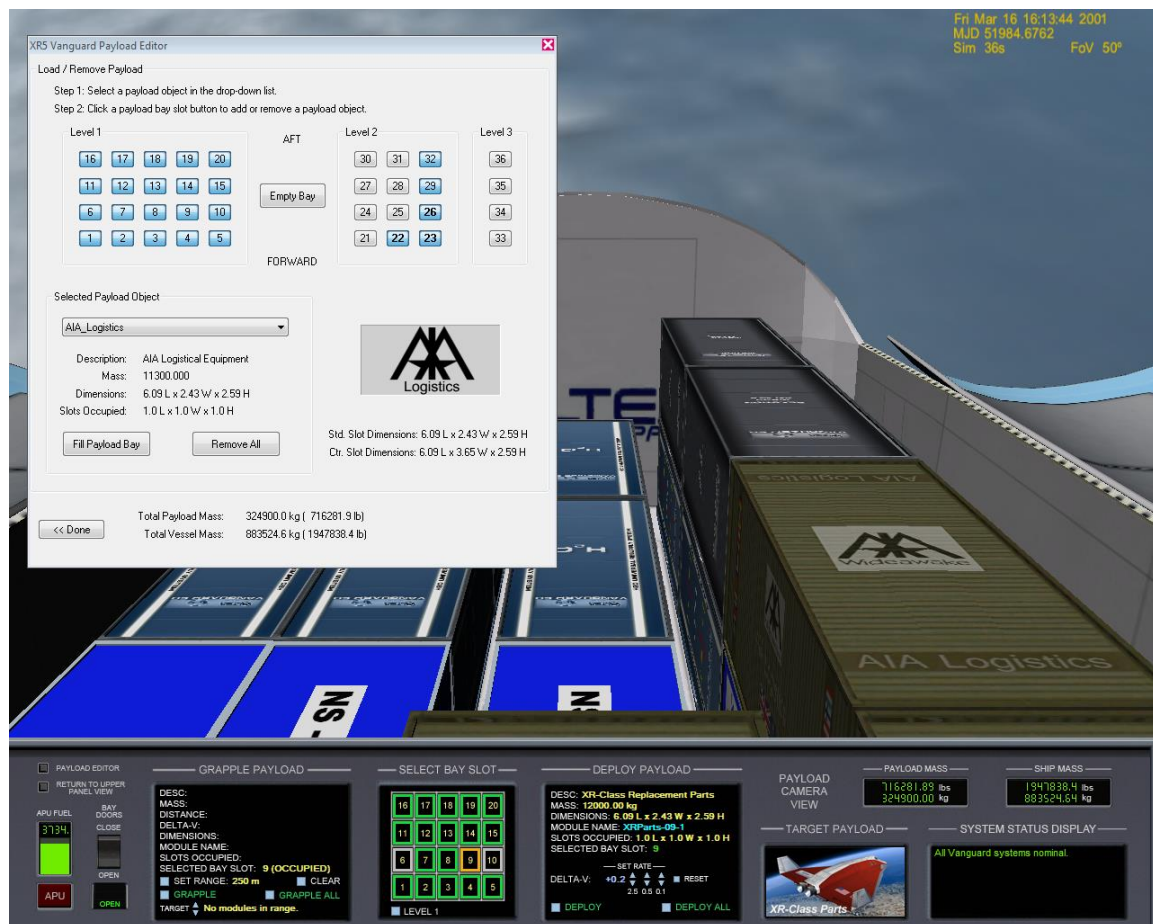 Fri Mar 16 16:13:44 2001
MJD 51984.6762
Sim 36s FoV 50º
XR5 Vanguard Payload Editor
Load / Remove Payload
Step 1: Select a payload object in the drop-down list.
Step 2: Click a payload bay slot button to add or remove a payload object.
Level 1 AFT Level 2 Level 3
16 17 18 19 20 30 31 32 36
11 12 13 14 15 27 28 29 35
Empty Bay
6 7 8 9 10 24 25 26 34
1 2 3 4 5 21 22 23 33
FORWARD
Selected Payload Object
AIA_Logistics
Description: AIA Logistical Equipment
Mass: 11300.000
Dimensions: 6.09 L x 2.43 W x 2.59 H
Slots Occupied: 1.0 L x 1.0 W x 1.0 H
Logistics
Fill Payload Bay Remove All
Std. Slot Dimensions: 6.09 L x 2.43 W x 2.59 H
Ctr. Slot Dimensions: 6.09 L x 3.65 W x 2.59 H
<< Done
Total Payload Mass: 324900.0 kg ( 716281.9 lb)
Total Vessel Mass: 883524.6 kg ( 1947838.4 lb)
AIA Logistics
Wideawake
AIA Logistics
PAYLOAD EDITOR
RETURN TO UPPER
PANEL VIEW
APU FUEL
BAY
DOORS
CLOSE
3734.
OPEN
APU
OPEN
GRAPPLE PAYLOAD
DESC:
MASS:
DISTANCE:
DELTA-V:
DIMENSIONS:
MODULE NAME:
SLOTS OCCUPIED:
SELECTED BAY SLOT: 9 (OCCUPIED)
SET RANGE: 250 m CLEAR
GRAPPLE GRAPPLE ALL
TARGET No modules in range.
SELECT BAY SLOT
16 17 18 19 20
11 12 13 14 15
6 7 8 9 10
1 2 3 4 5
LEVEL 1
DEPLOY PAYLOAD
DESC: XR-Class Replacement Parts
MASS: 12000.00 kg
DIMENSIONS: 6.09 L x 2.43 W x 2.59 H
MODULE NAME: XRParts-09-1
SLOTS OCCUPIED: 1.0 L x 1.0 W x 1.0 H
SELECTED BAY SLOT: 9
SET RATE
DELTA-V: +0.2 RESET
2.5 0.5 0.1
DEPLOY DEPLOY ALL
PAYLOAD
CAMERA
VIEW
PAYLOAD MASS
716281.89 lbs
324900.00 kg
SHIP MASS
1947838.4 lbs
883524.64 kg
TARGET PAYLOAD
XR-Class Parts
SYSTEM STATUS DISPLAY
All Vanguard systems nominal.